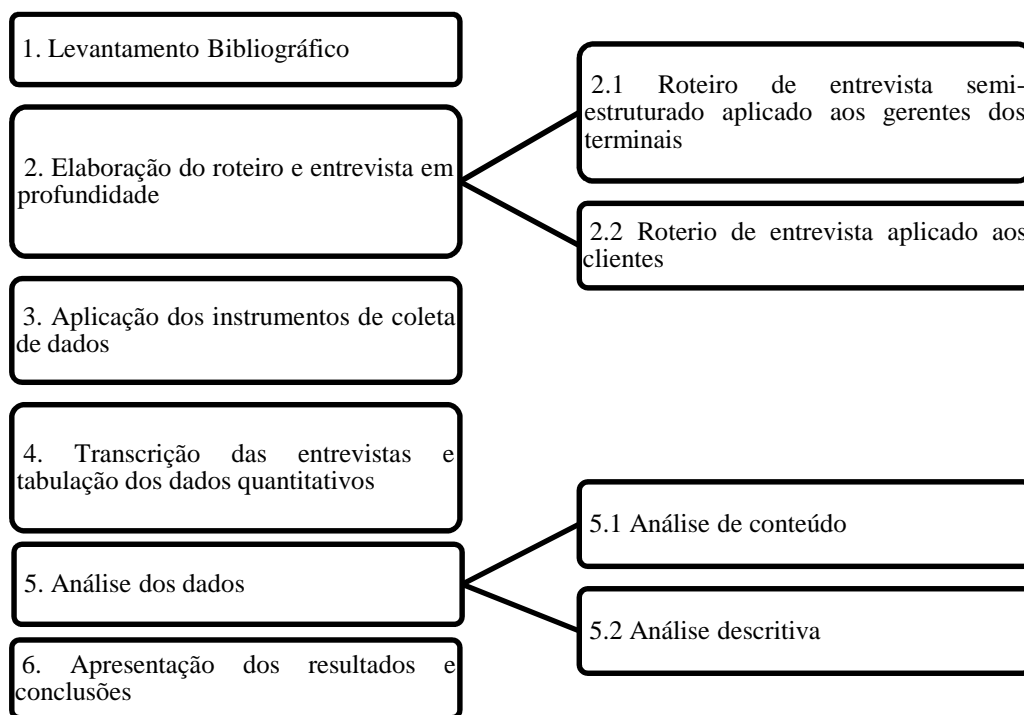 1. Levantamento Bibliográfico
2. Elaboração do roteiro e entrevista em
profundidade
2.1 Roteiro de entrevista semi-
estruturado aplicado aos gerentes dos
terminais
2.2 Roterio de entrevista aplicado aos
clientes
3. Aplicação dos instrumentos de coleta
de dados
4. Transcrição das entrevistas e
tabulação dos dados quantitativos
5. Análise dos dados
5.1 Análise de conteúdo
5.2 Análise descritiva
6. Apresentação dos resultados e
conclusões